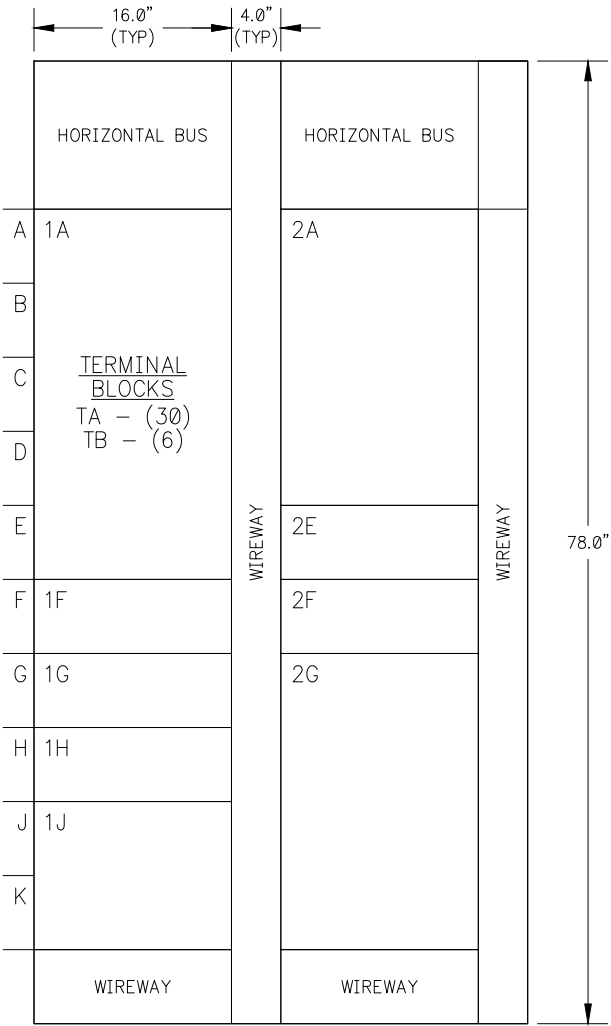 16.0" 4.0"
(TYP) (TYP)
HORIZONTAL BUS HORIZONTAL BUS
A 1A 2A
B
C
TERMINAL
BLOCKS
TA - (30)
TB - (6)
D
E 2E
WIREWAY WIREWAY
78.0"
F 1F 2F
G 1G 2G
H 1H
J 1J
K
WIREWAY WIREWAY